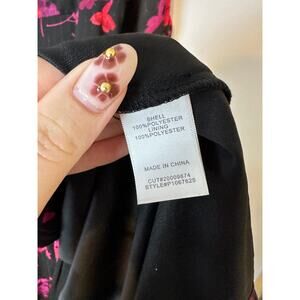 SHELL
100%POLYESTER
LINING
100%POLYESTER
MADE IN CHINA
CUT#20009874
STYLE#P1067625